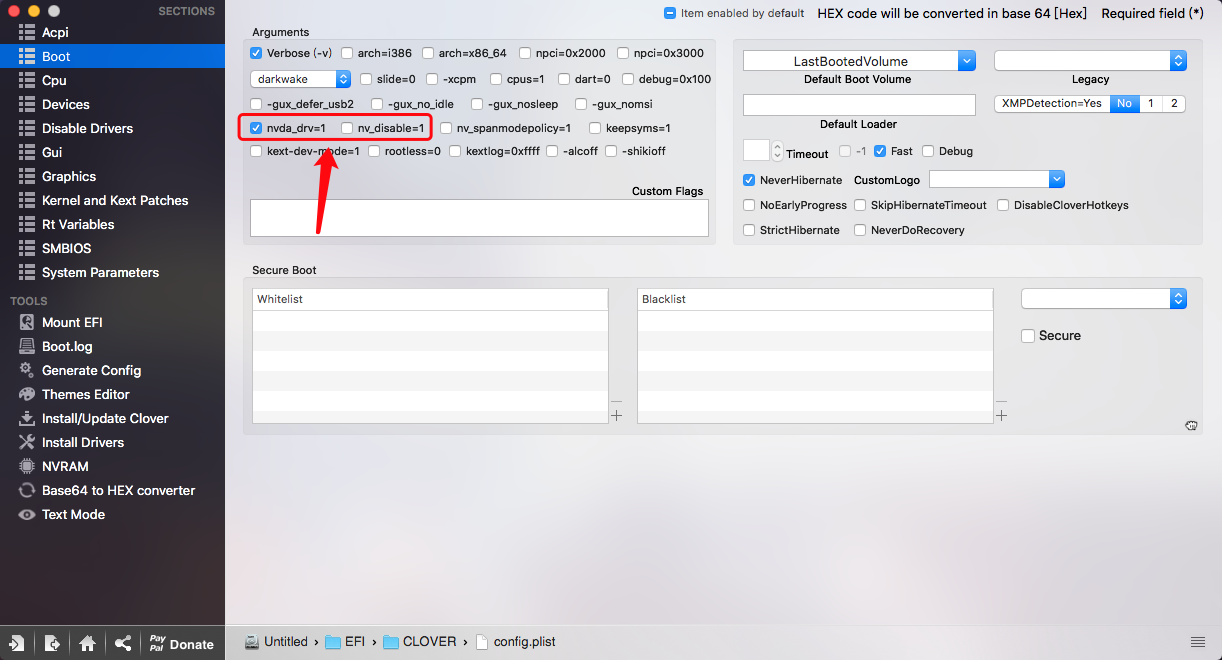 SECTIONS
Acpi
Boot
Cpu
Devices
Disable Drivers
Gui
Graphics
Kernel and Kext Patches
Rt Variables
SMBIOS
System Parameters
TOOLS
Mount EFI
Boot.log
Generate Config
Themes Editor
Install/Update Clover
Install Drivers
NVRAM
Base64 to HEX converter
Text Mode
Pay
Pal Donate
Item enabled by default HEX code will be converted in base 64 [Hex] Required field (*)
Arguments
Verbose (-v) arch=i386 arch=x86_64 npci=0x2000 npci=0x3000
darkwake slide=0 -xcpm cpus=1 dart=0 debug=0x100
-gux_defer_usb2 -gux_no_idle -gux_nosleep -gux_nomsi
nvda_drv=1 nv_disable=1 nv_spanmodepolicy=1 keepsyms=1
kext-dev-mode=1 rootless=0 kextlog=0xffff -alcoff -shikioff
Custom Flags
LastBootedVolume
Default Boot Volume
Legacy
XMPDetection=Yes No 1 2
Default Loader
Timeout -1 Fast Debug
NeverHibernate CustomLogo
NoEarlyProgress SkipHibernateTimeout DisableCloverHotkeys
StrictHibernate NeverDoRecovery
Secure Boot
Whitelist
Blacklist
Secure
Untitled › EFI › CLOVER › config.plist